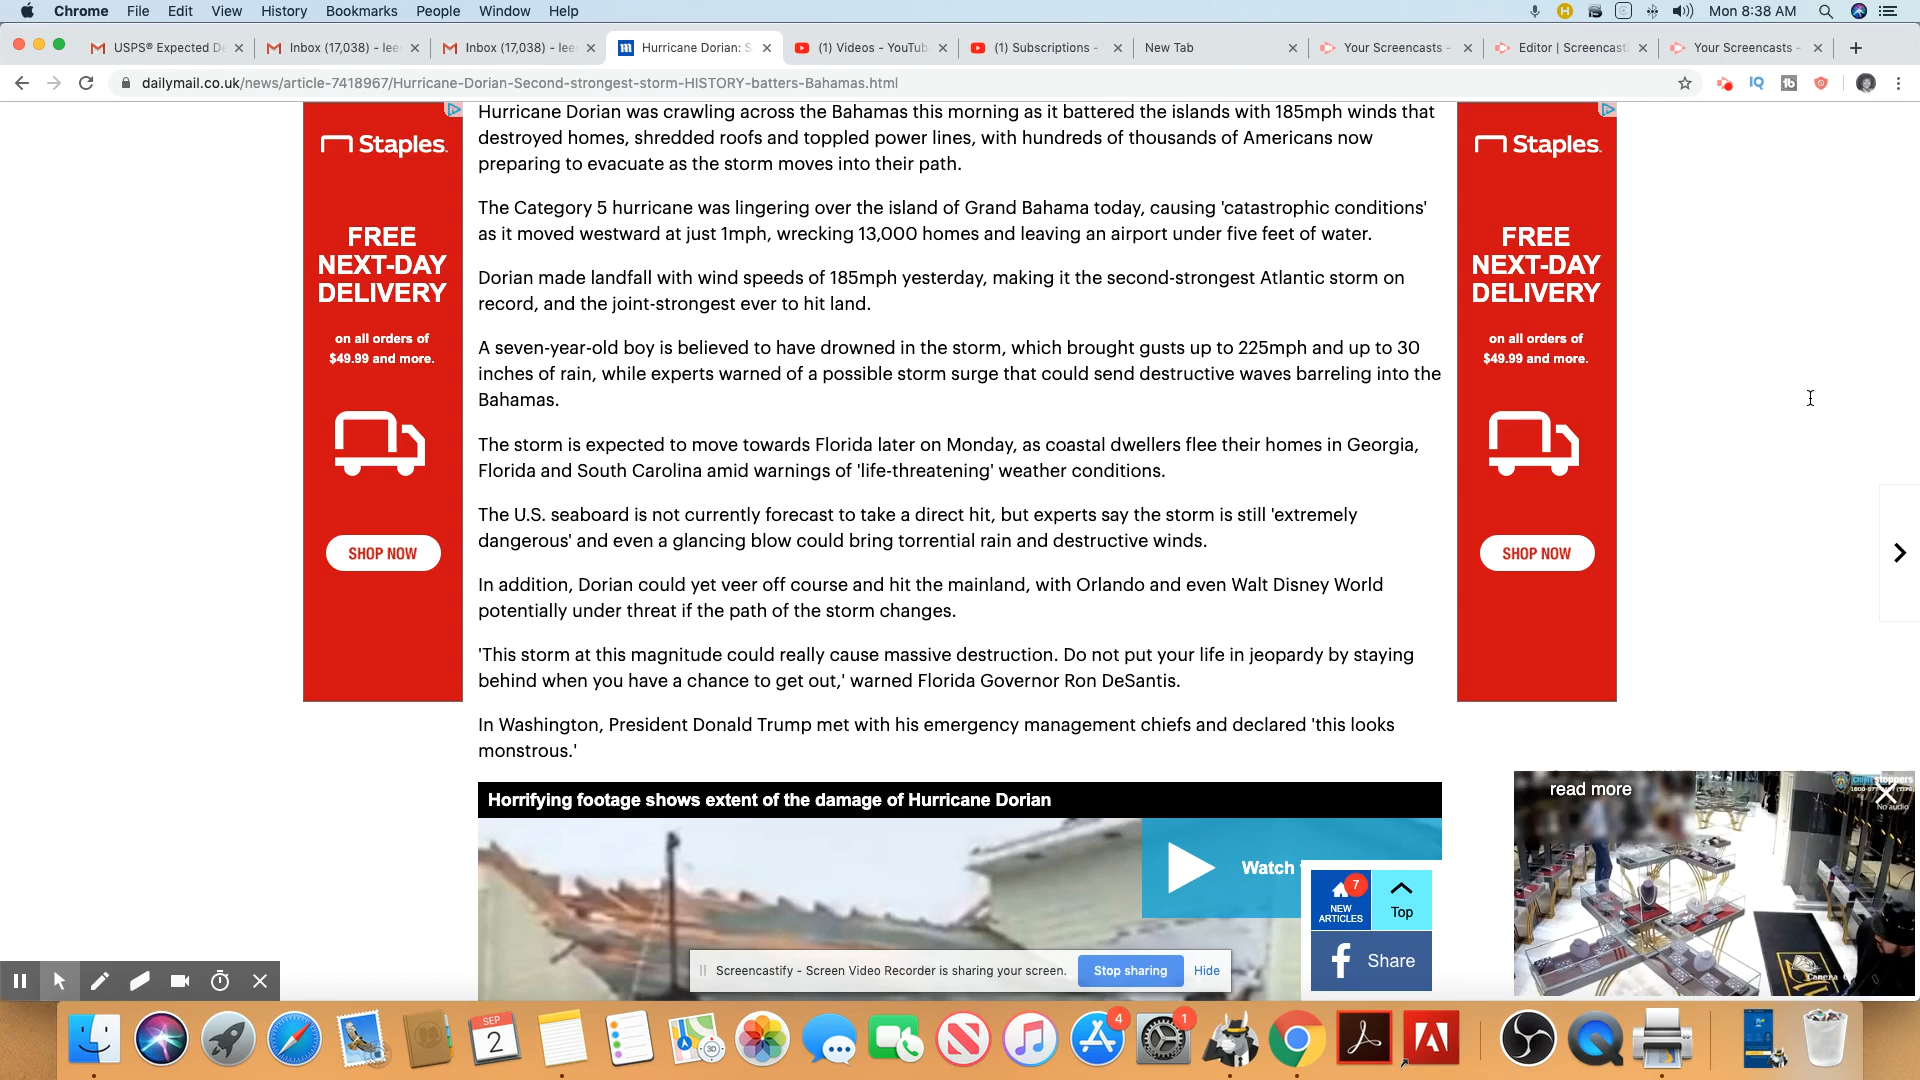 Chrome File Edit View History Bookmarks People Window Help Mon 8:38 AM
USPS® Expected D Inbox (17,038) - lee Inbox (17,038) - lee Hurricane Dorian: S (1) Videos - YouTub (1) Subscriptions - New Tab Your Screencasts - Editor | Screencast Your Screencasts -
dailymail.co.uk/news/article-7418967/Hurricane-Dorian-Second-strongest-storm-HISTORY-batters-Bahamas.html
Staples
FREE
NEXT-DAY
DELIVERY
on all orders of
$49.99 and more.
SHOP NOW
Hurricane Dorian was crawling across the Bahamas this morning as it battered the islands with 185mph winds that
destroyed homes, shredded roofs and toppled power lines, with hundreds of thousands of Americans now
preparing to evacuate as the storm moves into their path.
The Category 5 hurricane was lingering over the island of Grand Bahama today, causing 'catastrophic conditions'
as it moved westward at just 1mph, wrecking 13,000 homes and leaving an airport under five feet of water.
Dorian made landfall with wind speeds of 185mph yesterday, making it the second-strongest Atlantic storm on
record, and the joint-strongest ever to hit land.
A seven-year-old boy is believed to have drowned in the storm, which brought gusts up to 225mph and up to 30
inches of rain, while experts warned of a possible storm surge that could send destructive waves barreling into the
Bahamas.
The storm is expected to move towards Florida later on Monday, as coastal dwellers flee their homes in Georgia,
Florida and South Carolina amid warnings of 'life-threatening' weather conditions.
The U.S. seaboard is not currently forecast to take a direct hit, but experts say the storm is still 'extremely
dangerous' and even a glancing blow could bring torrential rain and destructive winds.
In addition, Dorian could yet veer off course and hit the mainland, with Orlando and even Walt Disney World
potentially under threat if the path of the storm changes.
'This storm at this magnitude could really cause massive destruction. Do not put your life in jeopardy by staying
behind when you have a chance to get out,' warned Florida Governor Ron DeSantis.
In Washington, President Donald Trump met with his emergency management chiefs and declared 'this looks
monstrous.'
Horrifying footage shows extent of the damage of Hurricane Dorian
Watch
7
NEW
ARTICLES
Top
Share
Staples
FREE
NEXT-DAY
DELIVERY
on all orders of
$49.99 and more.
SHOP NOW
read more
No audio
Screencastify - Screen Video Recorder is sharing your screen. Stop sharing Hide
SEP
2
3D
4
1